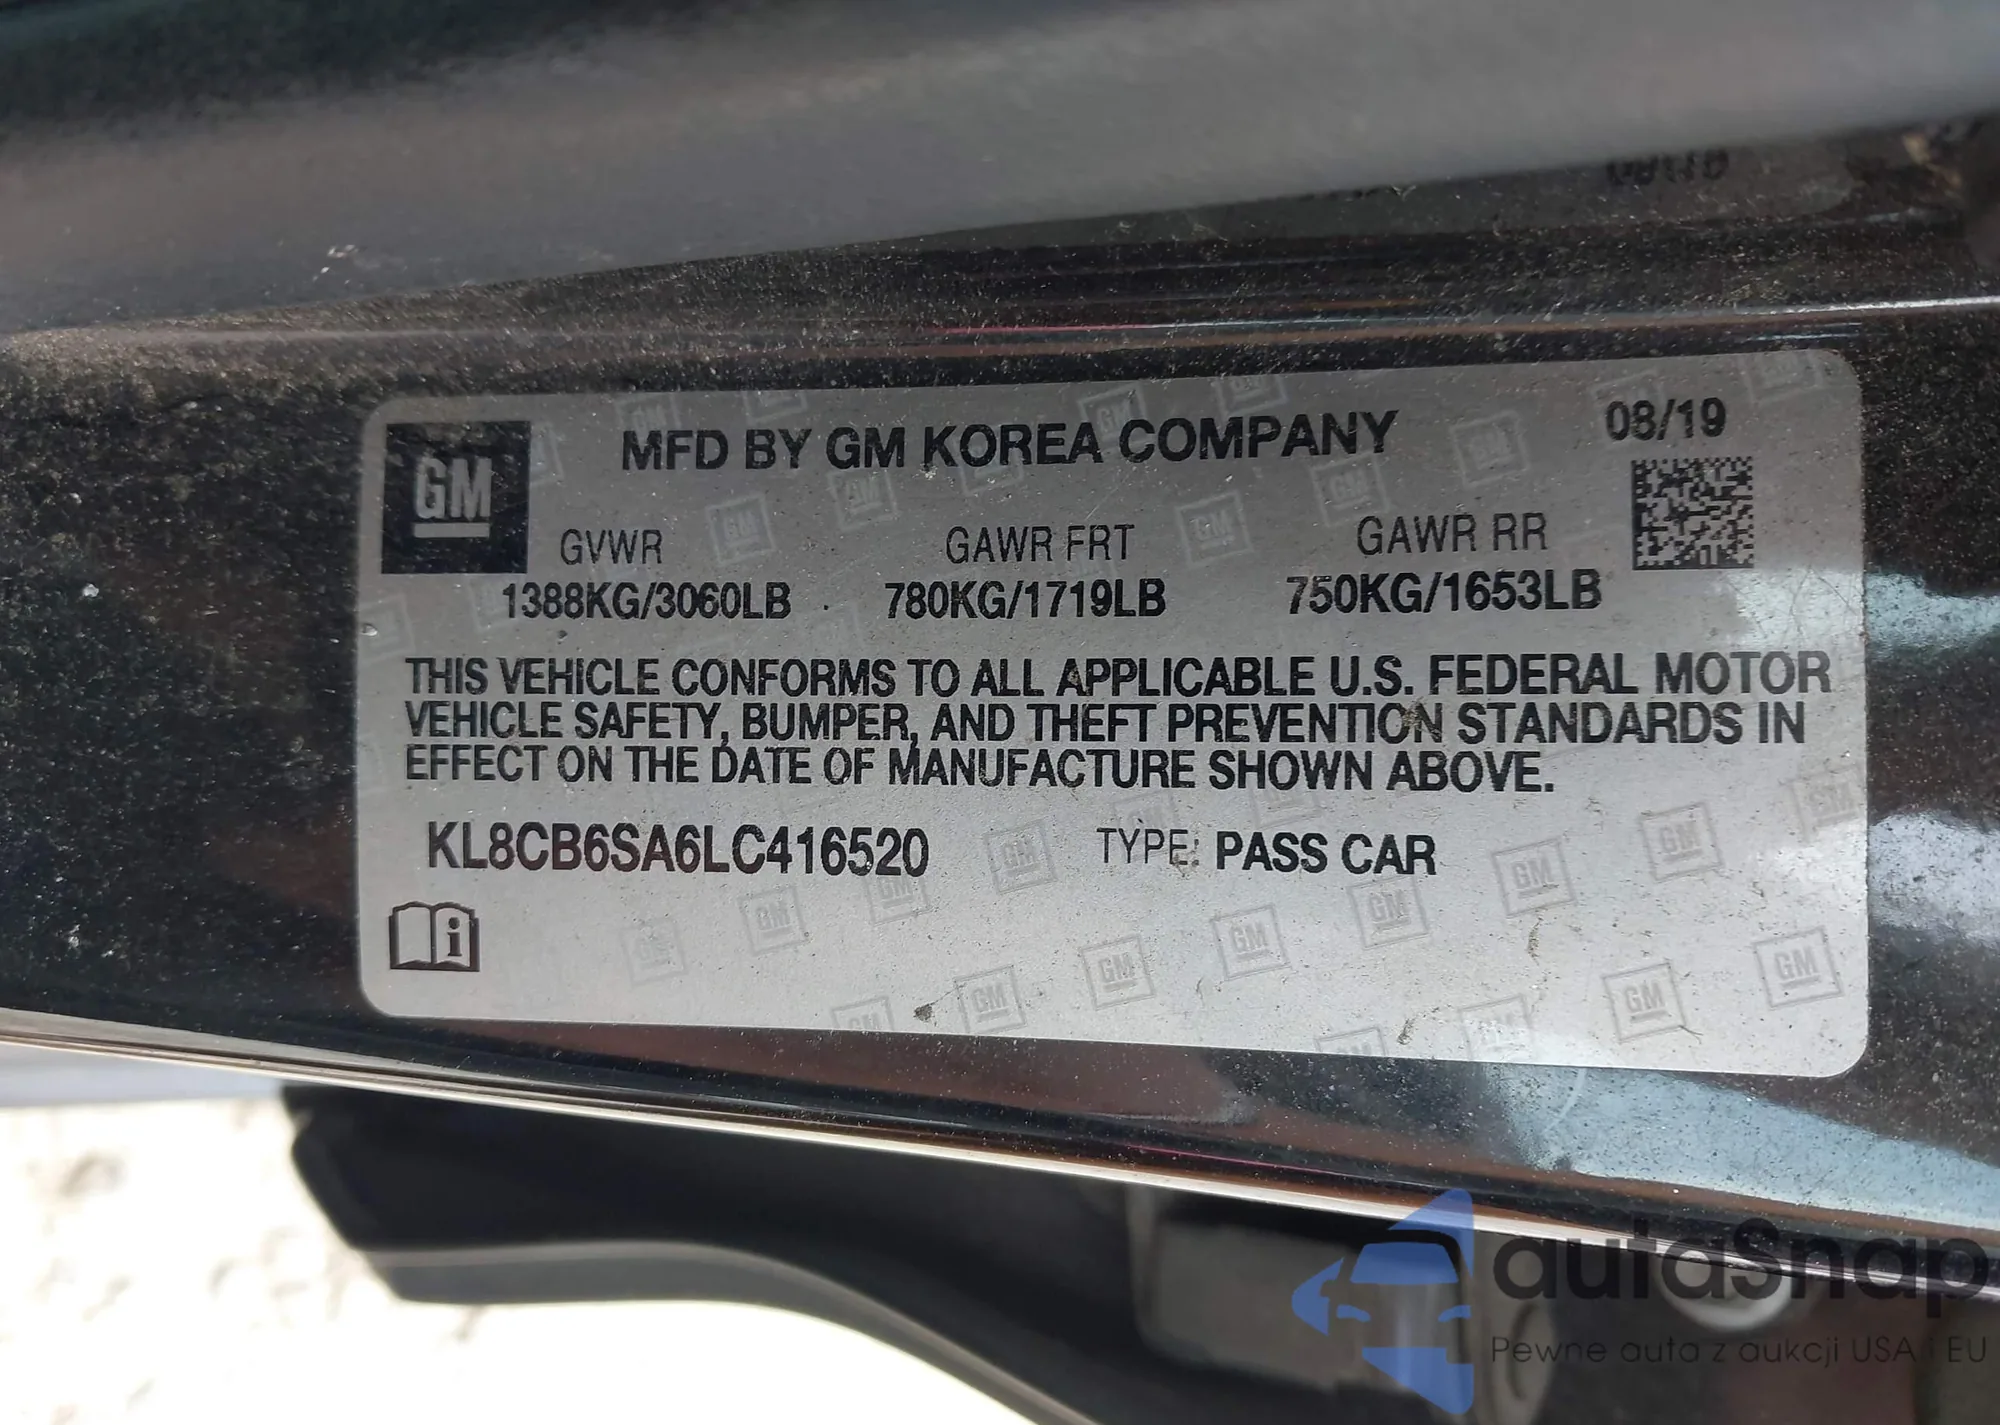 MFD BY GM KOREA COMPANY 08/19
GM
GVWR GAWR FRT GAWR RR
1388KG/3060LB 780KG/1719LB 750KG/1653LB
THIS VEHICLE CONFORMS TO ALL APPLICABLE U.S. FEDERAL MOTOR
VEHICLE SAFETY, BUMPER, AND THEFT PREVENTION STANDARDS IN
EFFECT ON THE DATE OF MANUFACTURE SHOWN ABOVE.
KL8CB6SA6LC416520 TYPE: PASS CAR
i
autaSnap
Pewne auta z aukcji USA i EU